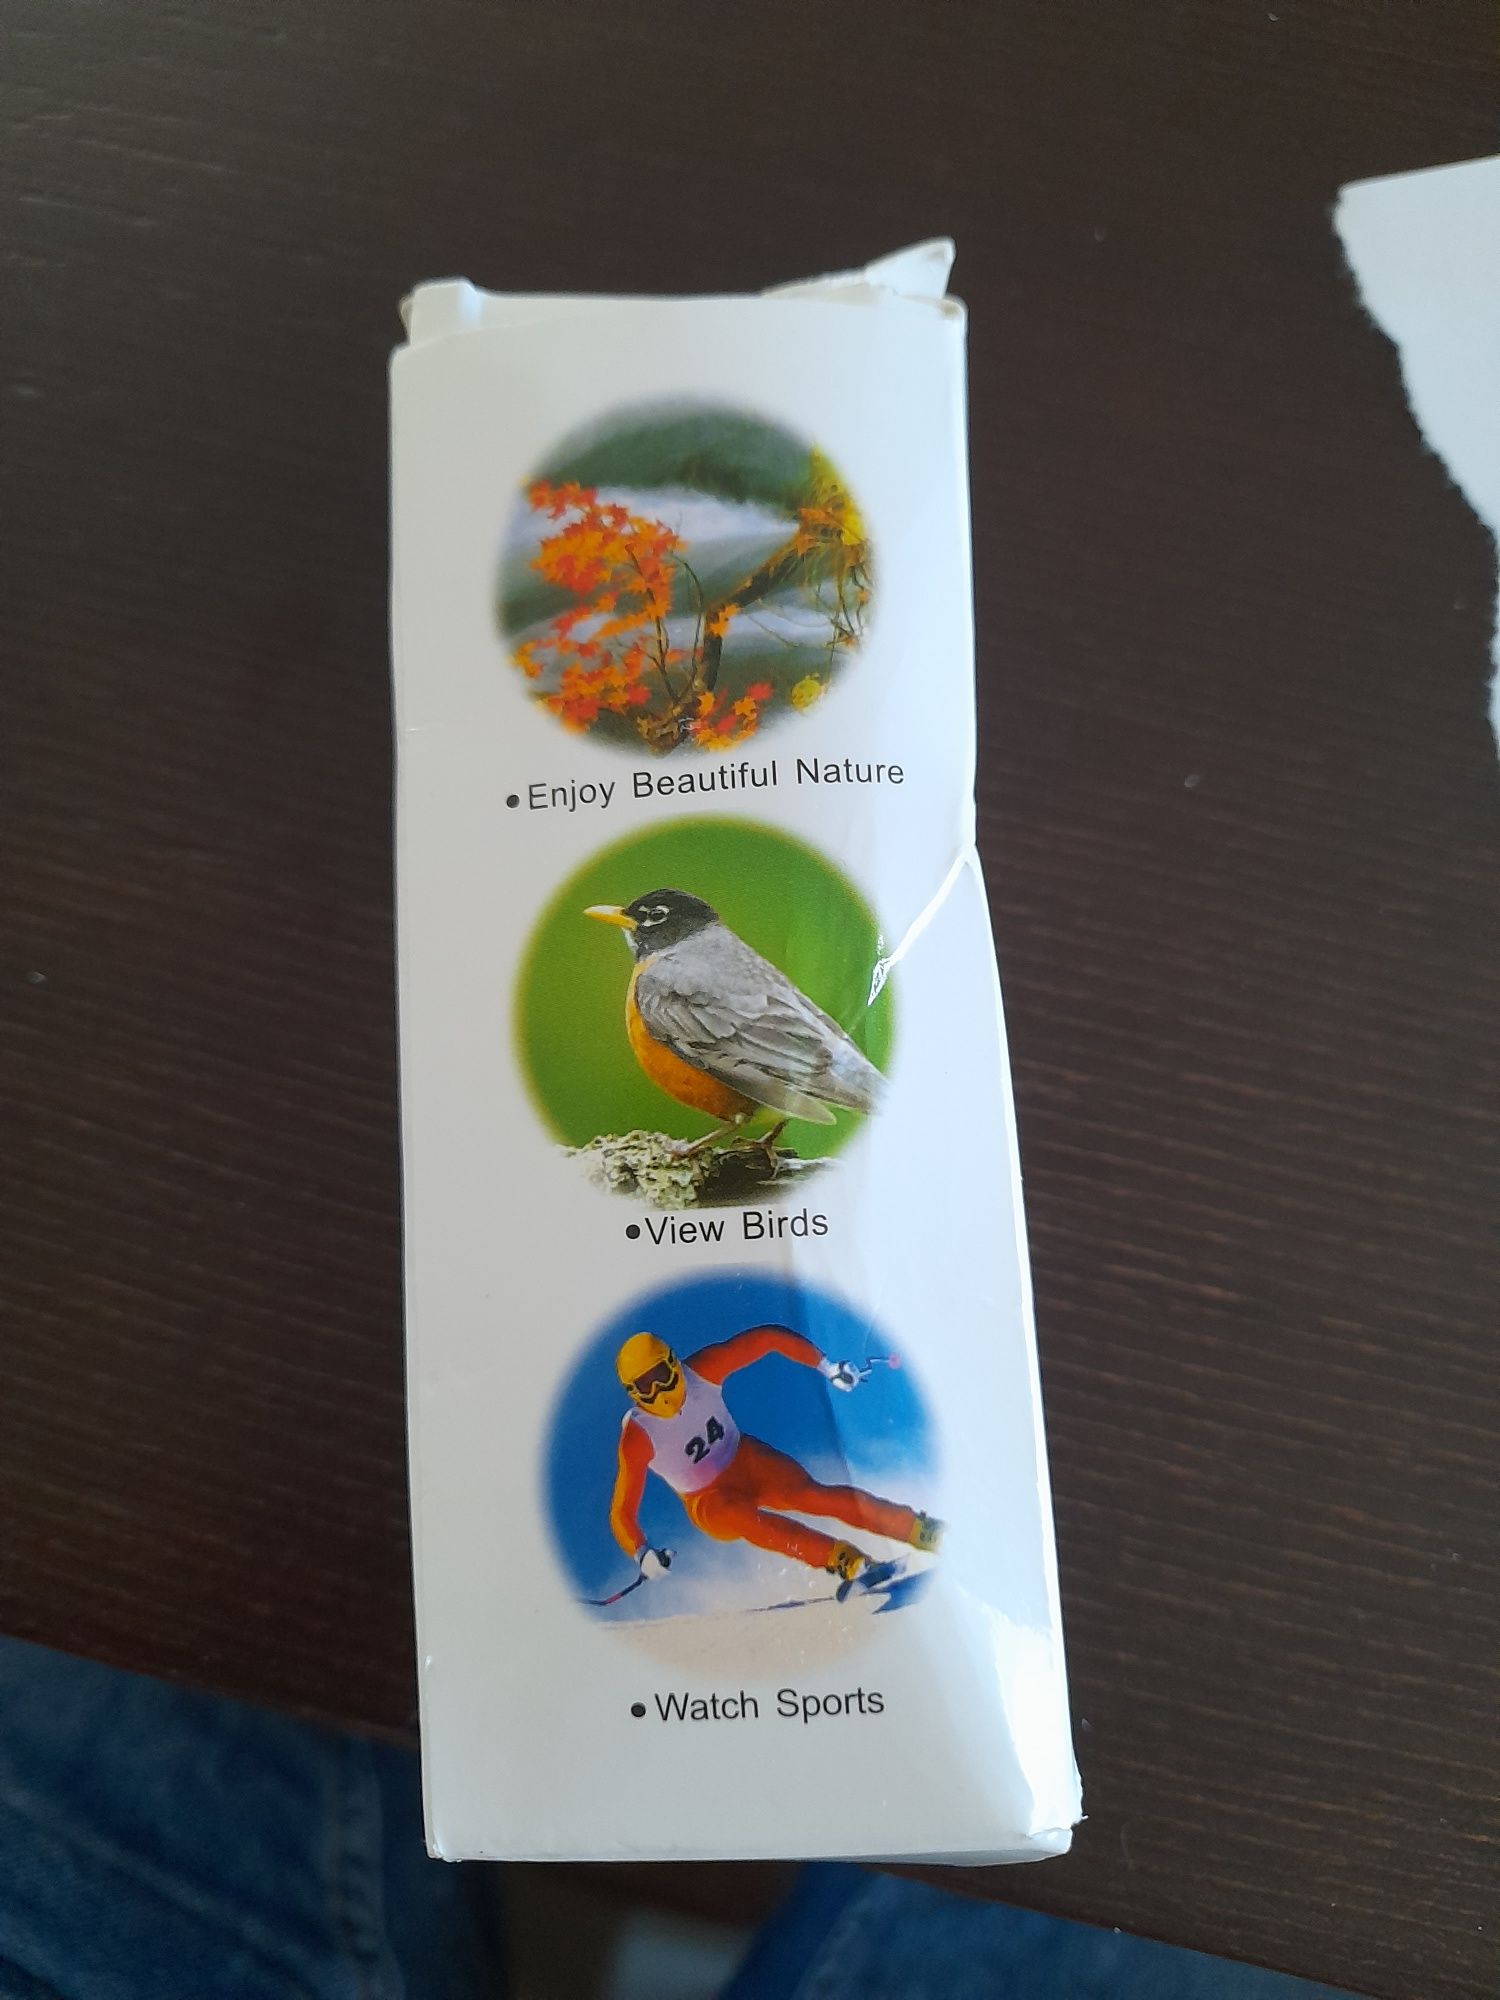 •Enjoy Beautiful Nature
•View Birds
24
•Watch Sports